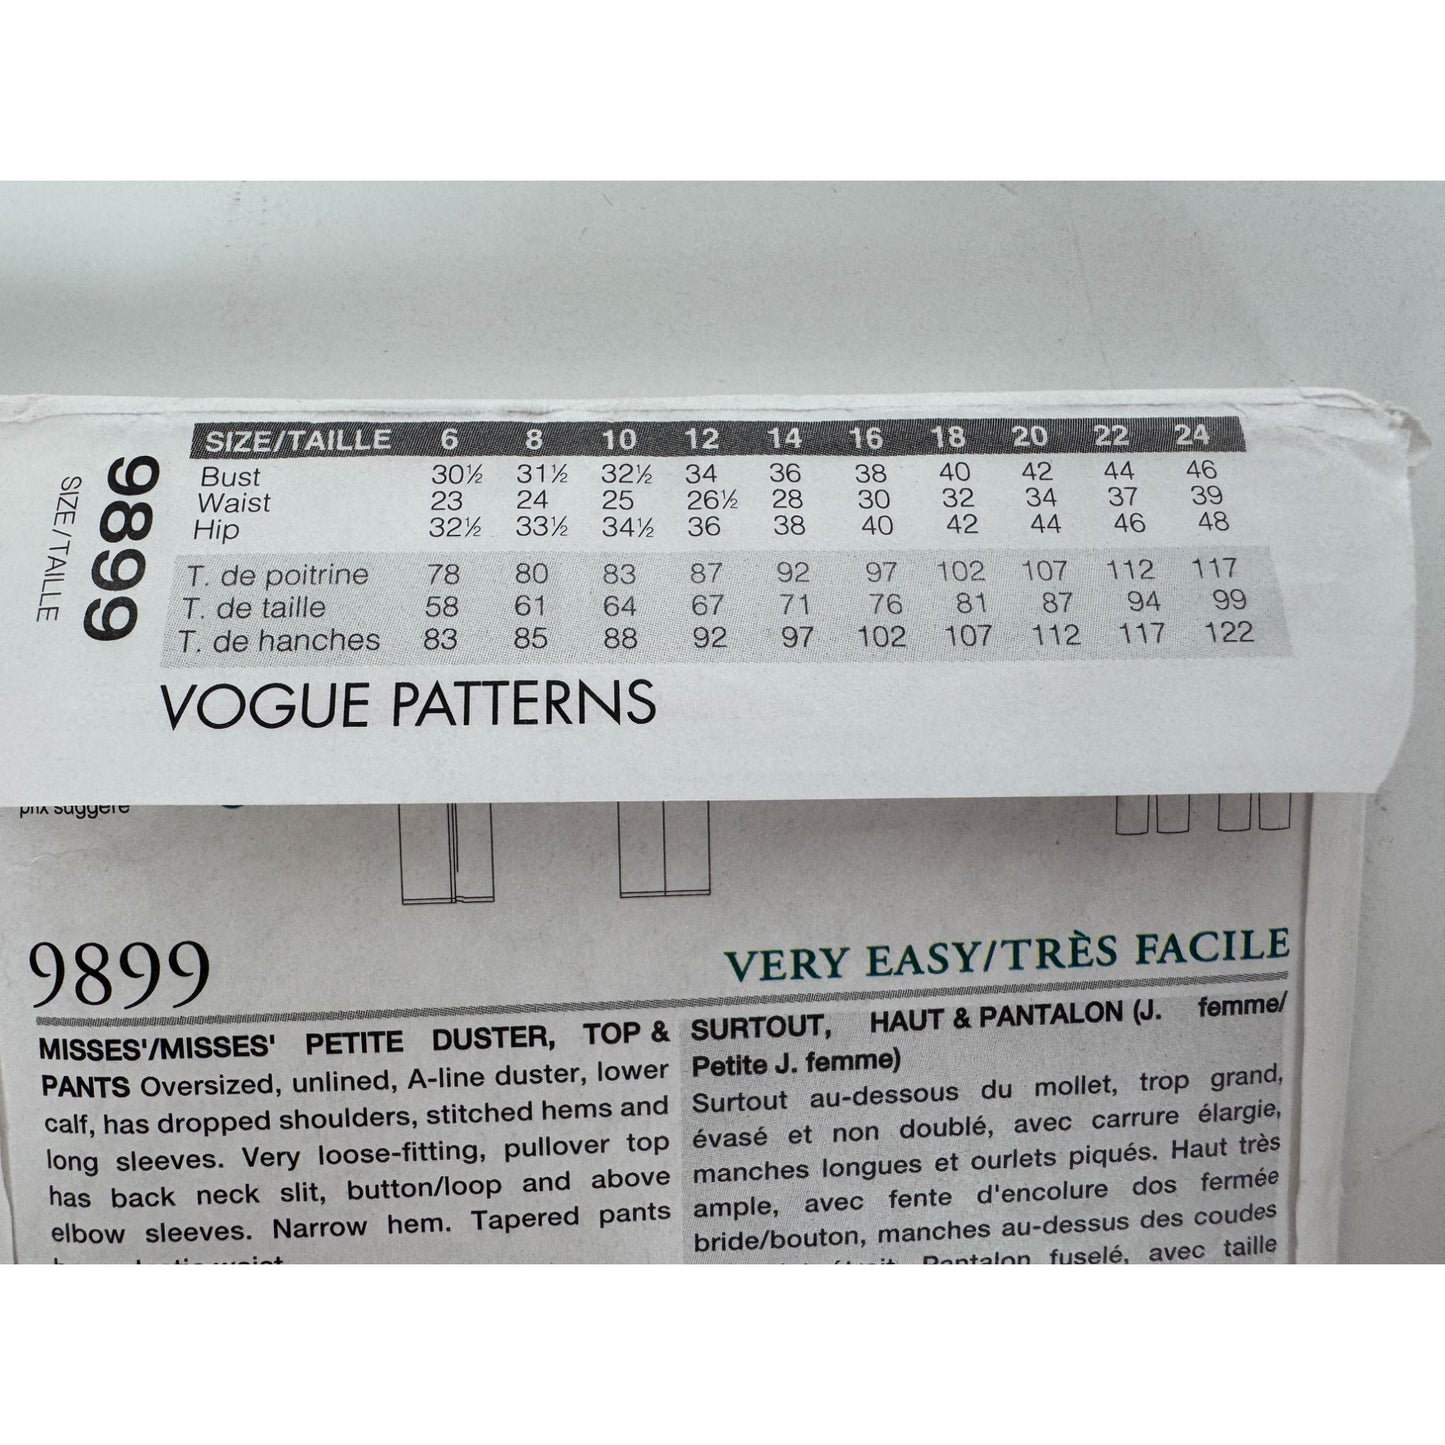 SIZE/TAILLE
9899
SIZE/TAILLE 6 8 10 12 14 16 18 20 22 24
Bust 30½ 31½ 32½ 34 36 38 40 42 44 46
Waist 23 24 25 26½ 28 30 32 34 37 39
Hip 32½ 33½ 34½ 36 38 40 42 44 46 48
T. de poitrine 78 80 83 87 92 97 102 107 112 117
T. de taille 58 61 64 67 71 76 81 87 94 99
T. de hanches 83 85 88 92 97 102 107 112 117 122
VOGUE PATTERNS
prix suggéré
9899
VERY EASY/TRÈS FACILE
MISSES'/MISSES' PETITE DUSTER, TOP &
PANTS Oversized, unlined, A-line duster, lower
calf, has dropped shoulders, stitched hems and
long sleeves. Very loose-fitting, pullover top
has back neck slit, button/loop and above
elbow sleeves. Narrow hem. Tapered pants
waist
SURTOUT, HAUT & PANTALON (J. femme/
Petite J. femme)
Surtout au-dessous du mollet, trop grand,
évasé et non doublé, avec carrure élargie,
manches longues et ourlets piqués. Haut très
ample, avec fente d'encolure dos fermée
bride/bouton, manches au-dessus des coudes
Pantalon fuselé, avec taille